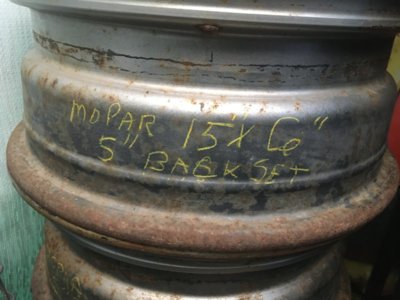 MOPAR 15" X 6"
5" BACKSET